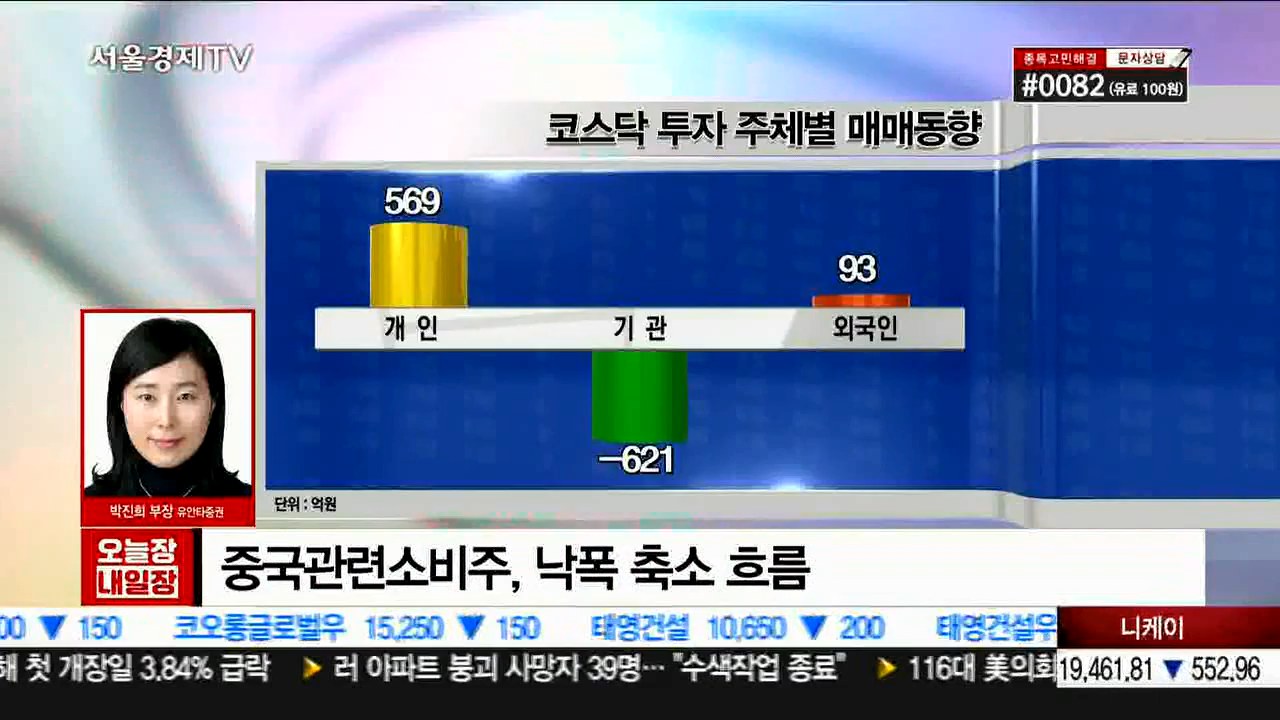 서울경제TV
종목고민해결 문자상담
#0082 (유료 100원)
코스닥 투자 주체별 매매동향
569
93
개 인 기 관 외국인
-621
단위 : 억원
박진희 부장 유안타증권
오늘장
내일장
중국관련소비주, 낙폭 축소 흐름
00 ▼ 150 코오롱글로벌우 15,250 ▼ 150 태영건설 10,650 ▼ 200 태영건설우
니케이
해 첫 개장일 3.84% 급락 ▶ 러 아파트 붕괴 사망자 39명… "수색작업 종료" ▶ 116대 美의회
19,461.81 ▼ 552.96